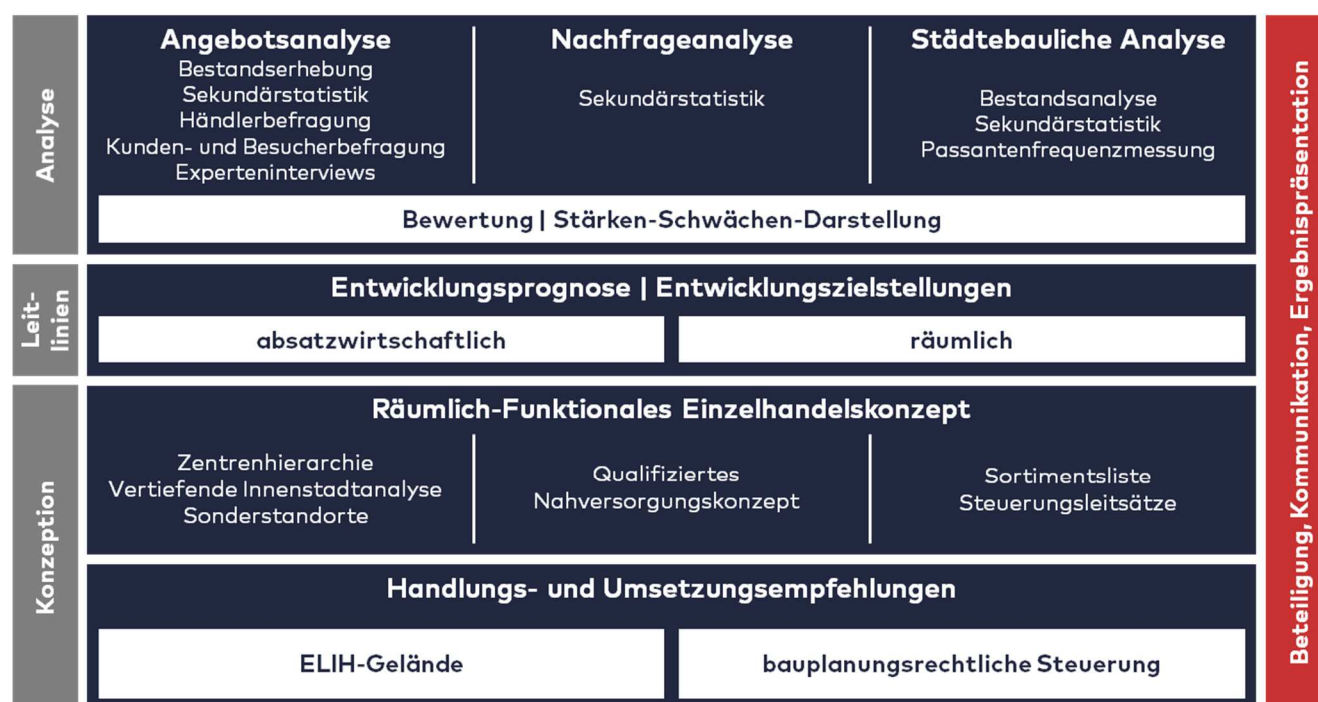 Analyse
Angebotsanalyse
Bestandserhebung
Sekundärstatistik
Händlerbefragung
Kunden- und Besucherbefragung
Experteninterviews
Nachfrageanalyse
Sekundärstatistik
Städtebauliche Analyse
Bestandsanalyse
Sekundärstatistik
Passantenfrequenzmessung
Bewertung | Stärken-Schwächen-Darstellung
Leit-
linien
Entwicklungsprognose | Entwicklungszielstellungen
absatzwirtschaftlich
räumlich
Konzeption
Räumlich-Funktionales Einzelhandelskonzept
Zentrenhierarchie
Vertiefende Innenstadtanalyse
Sonderstandorte
Qualifiziertes
Nahversorgungskonzept
Sortimentsliste
Steuerungsleitsätze
Handlungs- und Umsetzungsempfehlungen
ELIH-Gelände
bauplanungsrechtliche Steuerung
Beteiligung, Kommunikation, Ergebnispräsentation